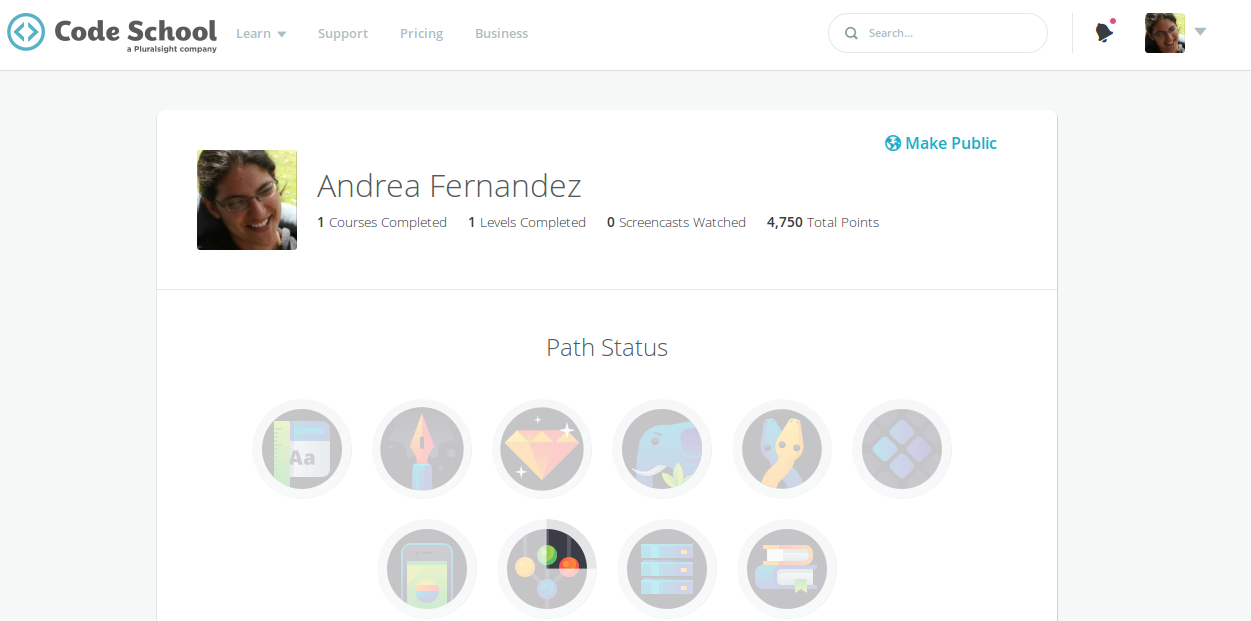 Code School
a Pluralsight company
Learn
Support
Pricing
Business
Search...
Make Public
Andrea Fernandez
1 Courses Completed 1 Levels Completed 0 Screencasts Watched 4,750 Total Points
Path Status
Aa